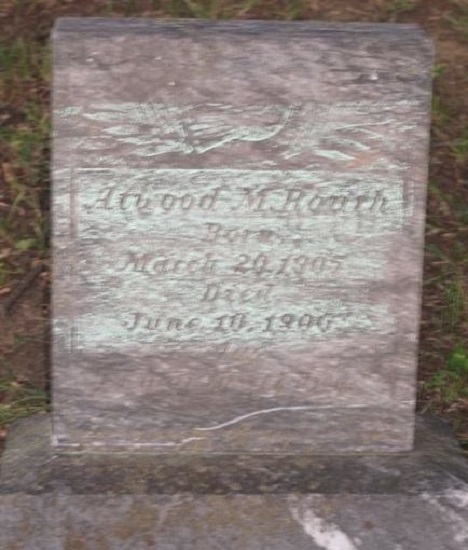 Atwood M. Routh
Born
March 20, 1905
Died
June 10, 1906